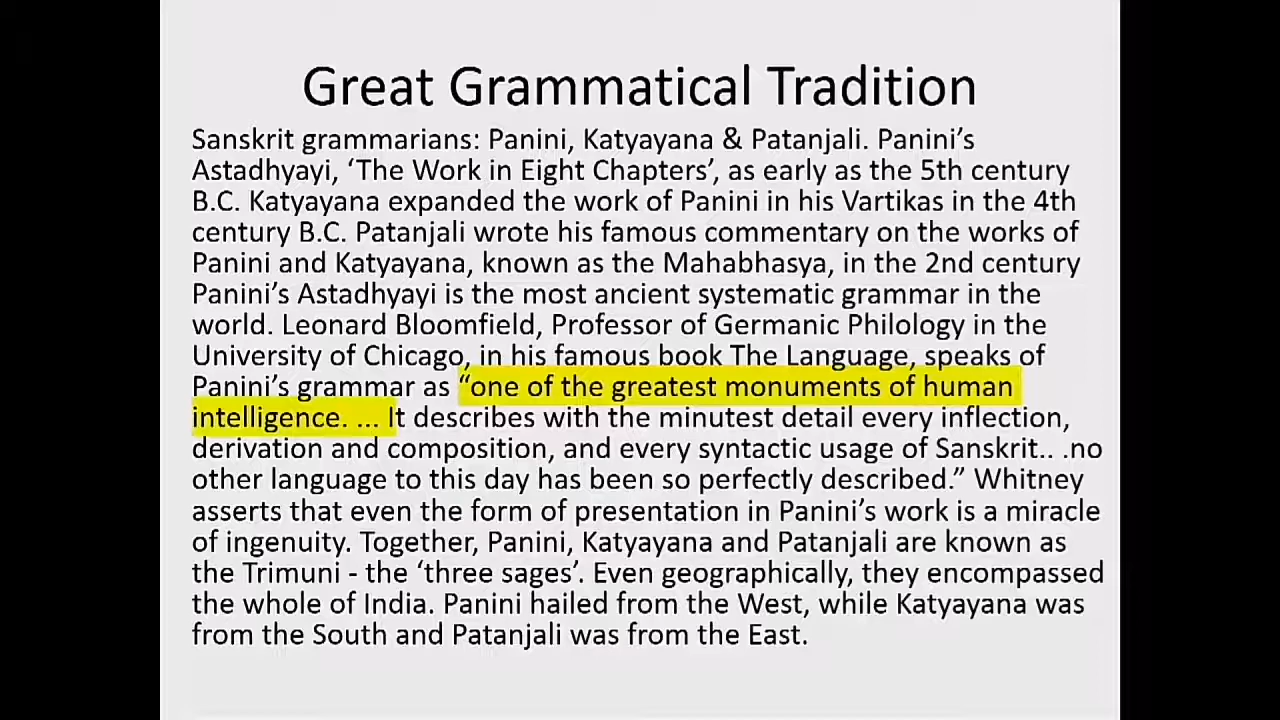 Great Grammatical Tradition
Sanskrit grammarians: Panini, Katyayana & Patanjali. Panini’s
Astadhyayi, ‘The Work in Eight Chapters’, as early as the 5th century
B.C. Katyayana expanded the work of Panini in his Vartikas in the 4th
century B.C. Patanjali wrote his famous commentary on the works of
Panini and Katyayana, known as the Mahabhasya, in the 2nd century
Panini’s Astadhyayi is the most ancient systematic grammar in the
world. Leonard Bloomfield, Professor of Germanic Philology in the
University of Chicago, in his famous book The Language, speaks of
Panini’s grammar as “one of the greatest monuments of human
intelligence. ... It describes with the minutest detail every inflection,
derivation and composition, and every syntactic usage of Sanskrit.. .no
other language to this day has been so perfectly described.” Whitney
asserts that even the form of presentation in Panini’s work is a miracle
of ingenuity. Together, Panini, Katyayana and Patanjali are known as
the Trimuni - the ‘three sages’. Even geographically, they encompassed
the whole of India. Panini hailed from the West, while Katyayana was
from the South and Patanjali was from the East.